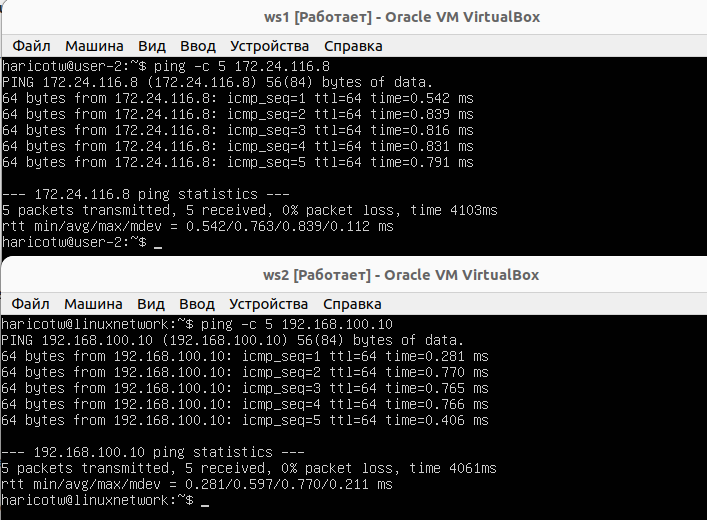 ws1 [Работает] - Oracle VM VirtualBox
Файл Машина Вид Ввод Устройства Справка
haricotw@user-2:~$ ping -c 5 172.24.116.8
PING 172.24.116.8 (172.24.116.8) 56(84) bytes of data.
64 bytes from 172.24.116.8: icmp_seq=1 ttl=64 time=0.542 ms
64 bytes from 172.24.116.8: icmp_seq=2 ttl=64 time=0.839 ms
64 bytes from 172.24.116.8: icmp_seq=3 ttl=64 time=0.816 ms
64 bytes from 172.24.116.8: icmp_seq=4 ttl=64 time=0.831 ms
64 bytes from 172.24.116.8: icmp_seq=5 ttl=64 time=0.791 ms
--- 172.24.116.8 ping statistics ---
5 packets transmitted, 5 received, 0% packet loss, time 4103ms
rtt min/avg/max/mdev = 0.542/0.763/0.839/0.112 ms
haricotw@user-2:~$ _
ws2 [Работает] - Oracle VM VirtualBox
Файл Машина Вид Ввод Устройства Справка
haricotw@linuxnetwork:~$ ping -c 5 192.168.100.10
PING 192.168.100.10 (192.168.100.10) 56(84) bytes of data.
64 bytes from 192.168.100.10: icmp_seq=1 ttl=64 time=0.281 ms
64 bytes from 192.168.100.10: icmp_seq=2 ttl=64 time=0.770 ms
64 bytes from 192.168.100.10: icmp_seq=3 ttl=64 time=0.765 ms
64 bytes from 192.168.100.10: icmp_seq=4 ttl=64 time=0.766 ms
64 bytes from 192.168.100.10: icmp_seq=5 ttl=64 time=0.406 ms
--- 192.168.100.10 ping statistics ---
5 packets transmitted, 5 received, 0% packet loss, time 4061ms
rtt min/avg/max/mdev = 0.281/0.597/0.770/0.211 ms
haricotw@linuxnetwork:~$ _